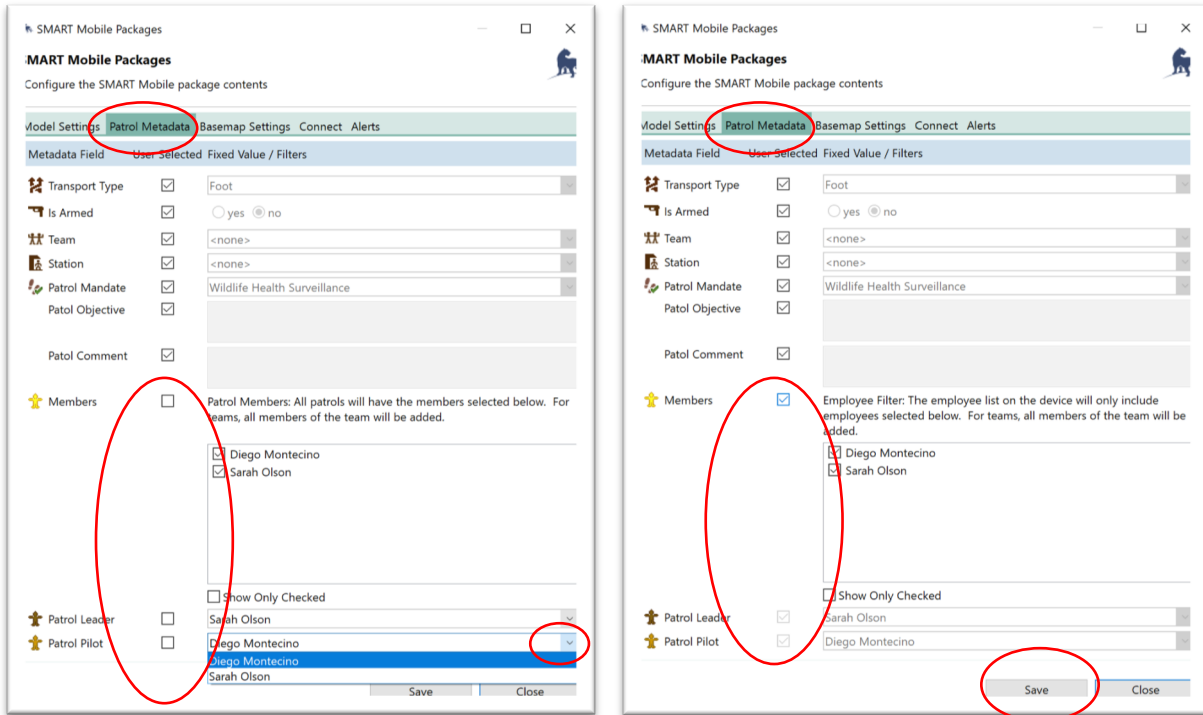 SMART Mobile Packages
MART Mobile Packages
Configure the SMART Mobile package contents
Model Settings Patrol Metadata Basemap Settings Connect Alerts
Metadata Field User Selected Fixed Value / Filters
Transport Type Foot
Is Armed yes no
Team <none>
Station <none>
Patrol Mandate Wildlife Health Surveillance
Patol Objective
Patol Comment
Members Patrol Members: All patrols will have the members selected below. For
teams, all members of the team will be added.
Diego Montecino
Sarah Olson
Show Only Checked
Patrol Leader Sarah Olson
Patrol Pilot Diego Montecino
Diego Montecino
Sarah Olson
Save Close
SMART Mobile Packages
MART Mobile Packages
Configure the SMART Mobile package contents
Model Settings Patrol Metadata Basemap Settings Connect Alerts
Metadata Field User Selected Fixed Value / Filters
Transport Type Foot
Is Armed yes no
Team <none>
Station <none>
Patrol Mandate Wildlife Health Surveillance
Patol Objective
Patol Comment
Members Employee Filter: The employee list on the device will only include
employees selected below. For teams, all members of the team will be
added.
Diego Montecino
Sarah Olson
Show Only Checked
Patrol Leader Sarah Olson
Patrol Pilot Diego Montecino
Save Close